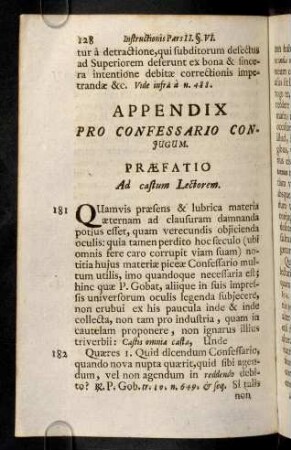 128 Instructionis Pars II. §. VI.
tur à detractione, qui subditorum defectus
ad Superiorem deferunt ex bona & since-
ra intentione debitæ correctionis impe-
trandæ &c. Vide infrà à n. 488.
APPENDIX
PRO CONFESSARIO CON-
JUGUM.
PRÆFATIO
Ad castum Lectorem.
181 QUamvis præsens & lubrica materia
æternam ad clausuram damnanda
potius esset, quam verecundis objicienda
oculis: quia tamen perdito hoc sæculo (ubi
omnis fere caro corrupit viam suam) no-
titia hujus materiæ piceæ Confessario mul-
tum utilis, imo quandoque necessaria est;
hinc quæ P. Gobat, aliique in suis impres-
sis universorum oculis legenda subjecere,
non erubui ex his paucula inde & inde
collecta, non tam pro industria, quam in
cautelam proponere, non ignarus illius
triverbii: Castis omnia casta, Unde
182 Quæres 1. Quid dicendum Confessario,
quando nova nupta quærit, quid sibi agen-
dum, vel non agendum in reddendo debi-
to? ꝶ. P. Gob. tr. 10. n. 649. & seq. Si talis
non